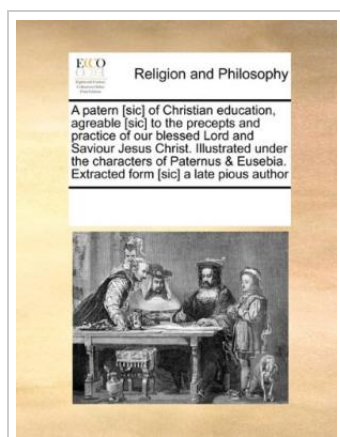 ECCO
Religion and Philosophy
A patern [sic] of Christian education,
agreable [sic] to the precepts and
practice of our blessed Lord and
Saviour Jesus Christ. Illustrated under
the characters of Paternus & Eusebia.
Extracted form [sic] a late pious author